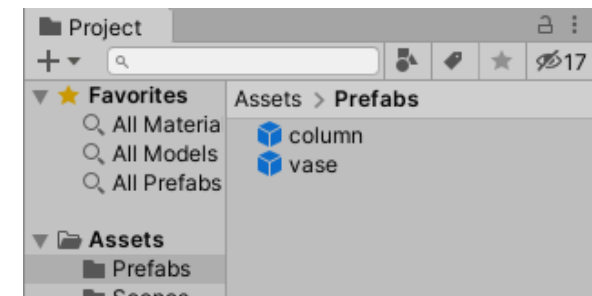 Project
17
Favorites
All Materia
All Models
All Prefabs
Assets
Prefabs
Assets > Prefabs
column
vase